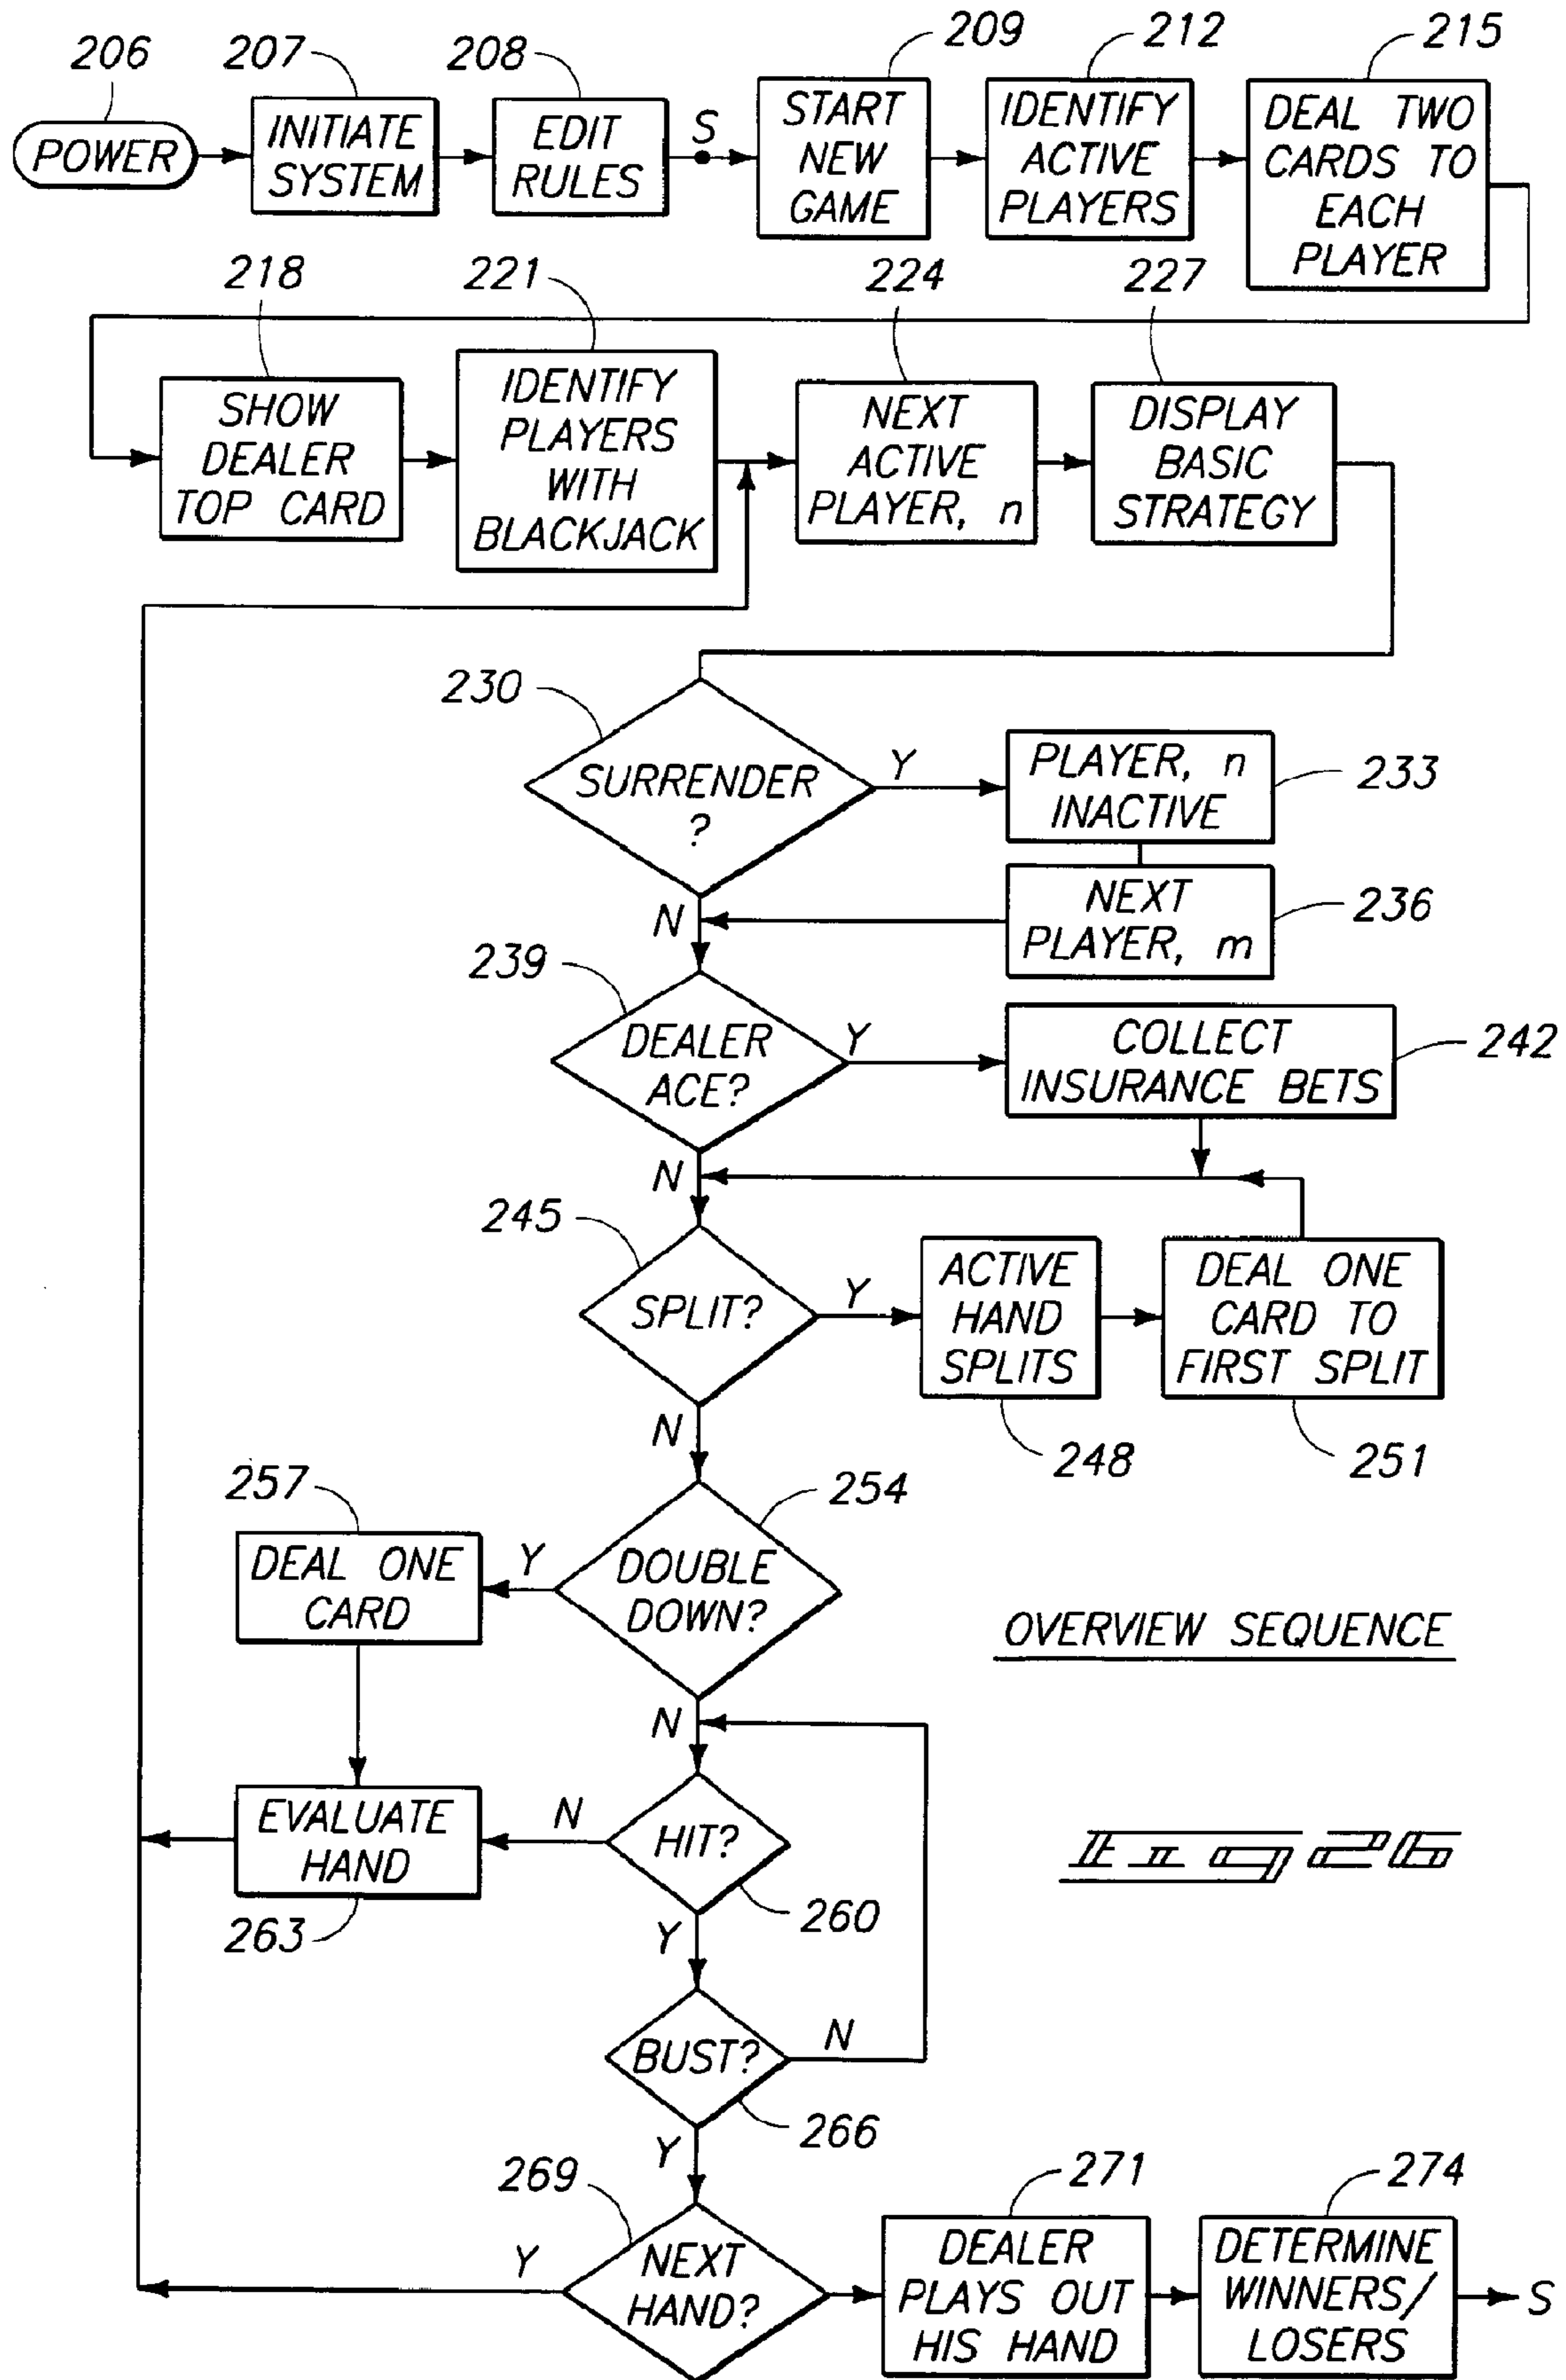 206
207
208
209
212
215
POWER
INITIATE
SYSTEM
EDIT
RULES
S
START
NEW
GAME
IDENTIFY
ACTIVE
PLAYERS
DEAL TWO
CARDS TO
EACH
PLAYER
218
221
224
227
SHOW
DEALER
TOP CARD
IDENTIFY
PLAYERS
WITH
BLACKJACK
NEXT
ACTIVE
PLAYER, n
DISPLAY
BASIC
STRATEGY
230
SURRENDER
?
Y
PLAYER, n
INACTIVE
233
N
NEXT
PLAYER, m
236
239
DEALER
ACE?
Y
COLLECT
INSURANCE BETS
242
N
245
SPLIT?
Y
ACTIVE
HAND
SPLITS
248
DEAL ONE
CARD TO
FIRST SPLIT
251
N
254
DOUBLE
DOWN?
Y
257
DEAL ONE
CARD
OVERVIEW SEQUENCE
N
HIT?
260
N
EVALUATE
HAND
263
Fig 26
Y
BUST?
N
266
Y
269
NEXT
HAND?
Y
271
DEALER
PLAYS OUT
HIS HAND
274
DETERMINE
WINNERS/
LOSERS
S